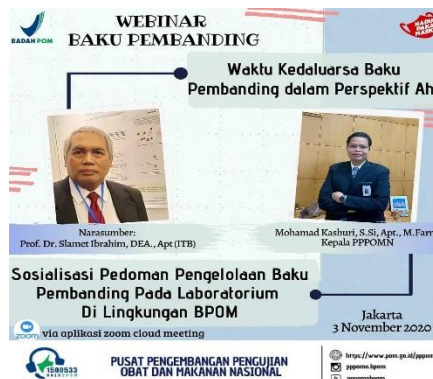 WEBINAR
BAKU PEMBANDING
BADAN POM
Waktu Kedaluarsa Baku
Pembanding dalam Perspektif Ah
Narasumber:
Prof. Dr. Slamet Ibrahim, DEA., Apt (ITB)
Mohamad Kashuri, S.Si, Apt., M.Farm
Kepala PPPOMN
Sosialisasi Pedoman Pengelolaan Baku
Pembanding Pada Laboratorium
Di Lingkungan BPOM
zoom via aplikasi zoom cloud meeting
Jakarta
3 November 2020
1500533
PUSAT PENGEMBANGAN PENGUJIAN
OBAT DAN MAKANAN NASIONAL
https://www.pom.go.id/pppom
pppomn.bpom